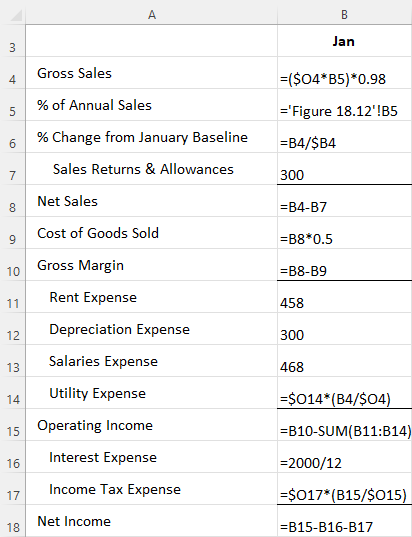 A B
3 Jan
4 Gross Sales =($O4*B5)*0.98
5 % of Annual Sales ='Figure 18.12'!B5
6 % Change from January Baseline =B4/$B4
7 Sales Returns & Allowances 300
8 Net Sales =B4-B7
9 Cost of Goods Sold =B8*0.5
10 Gross Margin =B8-B9
11 Rent Expense 458
12 Depreciation Expense 300
13 Salaries Expense 468
14 Utility Expense =$O14*(B4/$O4)
15 Operating Income =B10-SUM(B11:B14)
16 Interest Expense =2000/12
17 Income Tax Expense =$O17*(B15/$O15)
18 Net Income =B15-B16-B17